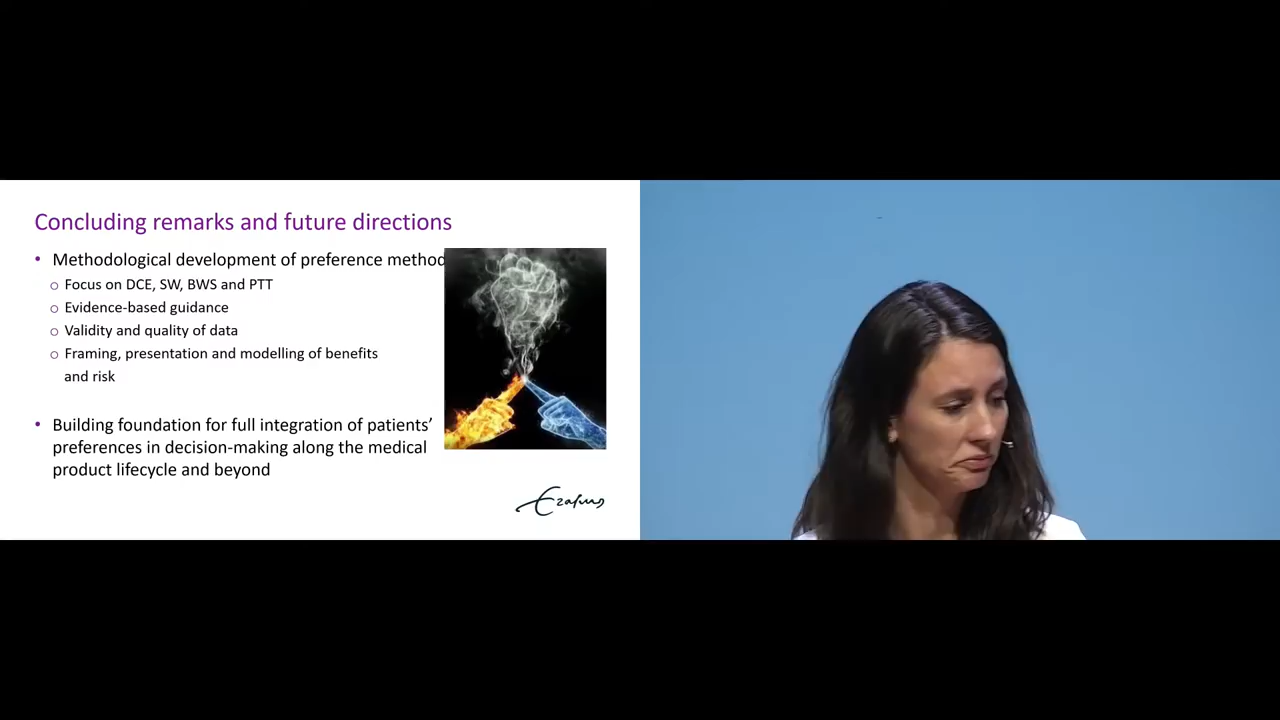 Concluding remarks and future directions
• Methodological development of preference method
o Focus on DCE, SW, BWS and PTT
o Evidence-based guidance
o Validity and quality of data
o Framing, presentation and modelling of benefits
and risk
• Building foundation for full integration of patients’
preferences in decision-making along the medical
product lifecycle and beyond
Erasmus